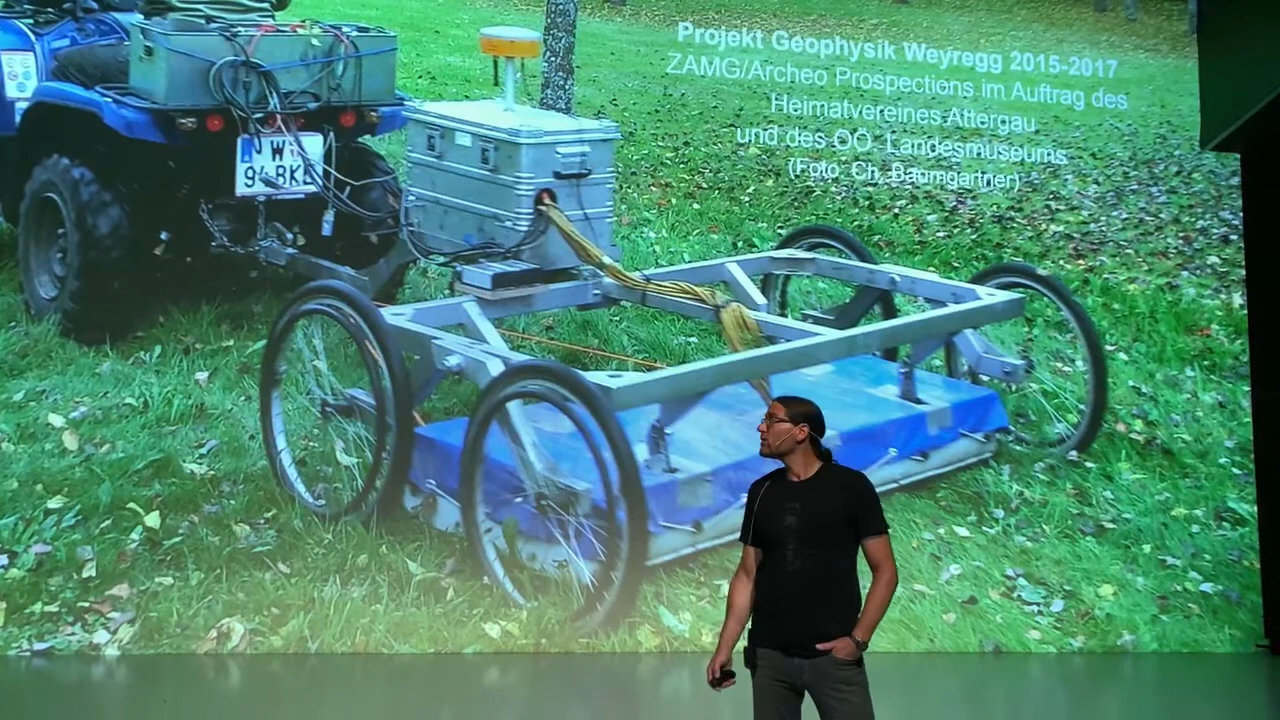 Projekt Geophysik Weyregg 2015-2017
ZAMG/Archeo Prospections im Auftrag des
Heimatvereines Attergau
und des OÖ. Landesmuseums
(Foto: Ch. Baumgartner)
W